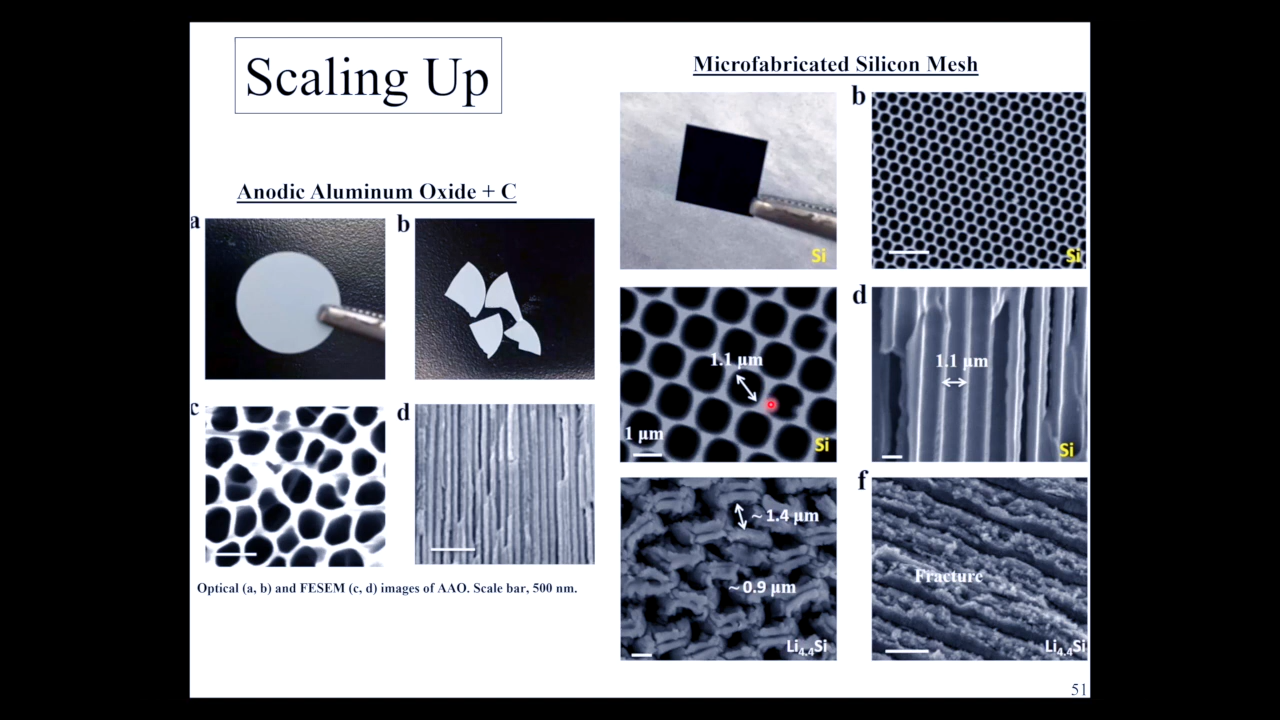 Scaling Up
Anodic Aluminum Oxide + C
a
b
c
d
Optical (a, b) and FESEM (c, d) images of AAO. Scale bar, 500 nm.
Microfabricated Silicon Mesh
Si
b
Si
1.1 μm
1 μm
Si
d
1.1 μm
Si
~ 1.4 μm
~ 0.9 μm
Li4.4Si
f
Fracture
Li4.4Si
51